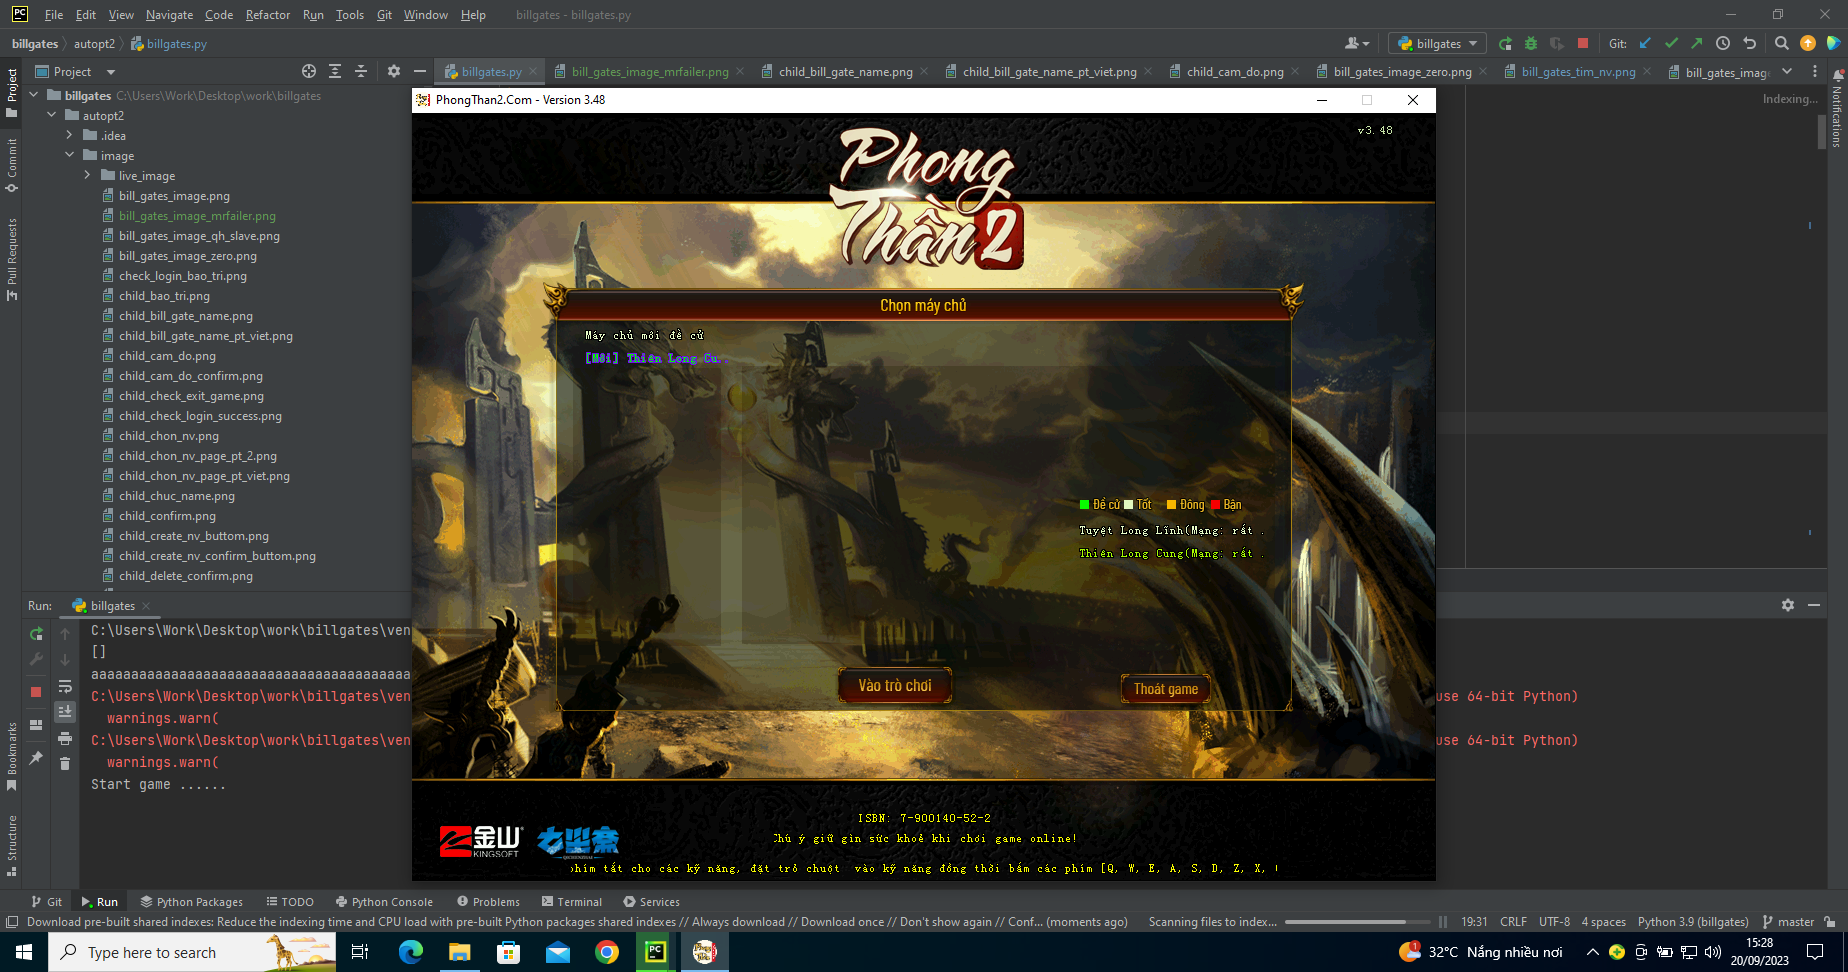 File Edit View Navigate Code Refactor Run Tools Git Window Help billgates - billgates.py
billgates autopt2 billgates.py
billgates Git:
Project
billgates.py bill_gates_image_mrfailer.png child_bill_gate_name.png child_bill_gate_name_pt_viet.png child_cam_do.png bill_gates_image_zero.png bill_gates_tim_nv.png bill_gates_imag
Indexing...
Project
Commit
Pull Requests
Bookmarks
Structure
Notifications
billgates C:\Users\Work\Desktop\work\billgates
autopt2
.idea
image
live_image
bill_gates_image.png
bill_gates_image_mrfailer.png
bill_gates_image_qh_slave.png
bill_gates_image_zero.png
check_login_bao_tri.png
child_bao_tri.png
child_bill_gate_name.png
child_bill_gate_name_pt_viet.png
child_cam_do.png
child_cam_do_confirm.png
child_check_exit_game.png
child_check_login_success.png
child_chon_nv.png
child_chon_nv_page_pt_2.png
child_chon_nv_page_pt_viet.png
child_chuc_name.png
child_confirm.png
child_create_nv_buttom.png
child_create_nv_confirm_buttom.png
child_delete_confirm.png
PhongThan2.Com - Version 3.48
v3. 48
Phong
Thần 2
Chọn máy chủ
Máy chủ mới đề cử
[Mới] Thiên Long Cu..
Đề cử Tốt Đông Bận
Tuyệt Long Lĩnh(Mạng: rất .
Thiên Long Cung(Mạng: rất .
Vào trò chơi
Thoát game
ISBN: 7-900140-52-2
Chú ý giữ gìn sức khoẻ khi chơi game online!
phím tắt cho các kỹ năng, đặt trỏ chuột vào kỹ năng đồng thời bấm các phím [Q, W, E, A, S, D, Z, X,
金山
KINGSOFT
Run: billgates
C:\Users\Work\Desktop\work\billgates\ven
[]
aaaaaaaaaaaaaaaaaaaaaaaaaaaaaaaaaaaaaaaa
C:\Users\Work\Desktop\work\billgates\ven use 64-bit Python)
warnings.warn(
C:\Users\Work\Desktop\work\billgates\ven use 64-bit Python)
warnings.warn(
Start game ......
Git Run Python Packages TODO Python Console Problems Terminal Services
Download pre-built shared indexes: Reduce the indexing time and CPU load with pre-built Python packages shared indexes // Always download // Download once // Don't show again // Conf... (moments ago) Scanning files to index... 19:31 CRLF UTF-8 4 spaces Python 3.9 (billgates) master
Type here to search
PC
1 32°C Nắng nhiều nơi
15:28
20/09/2023